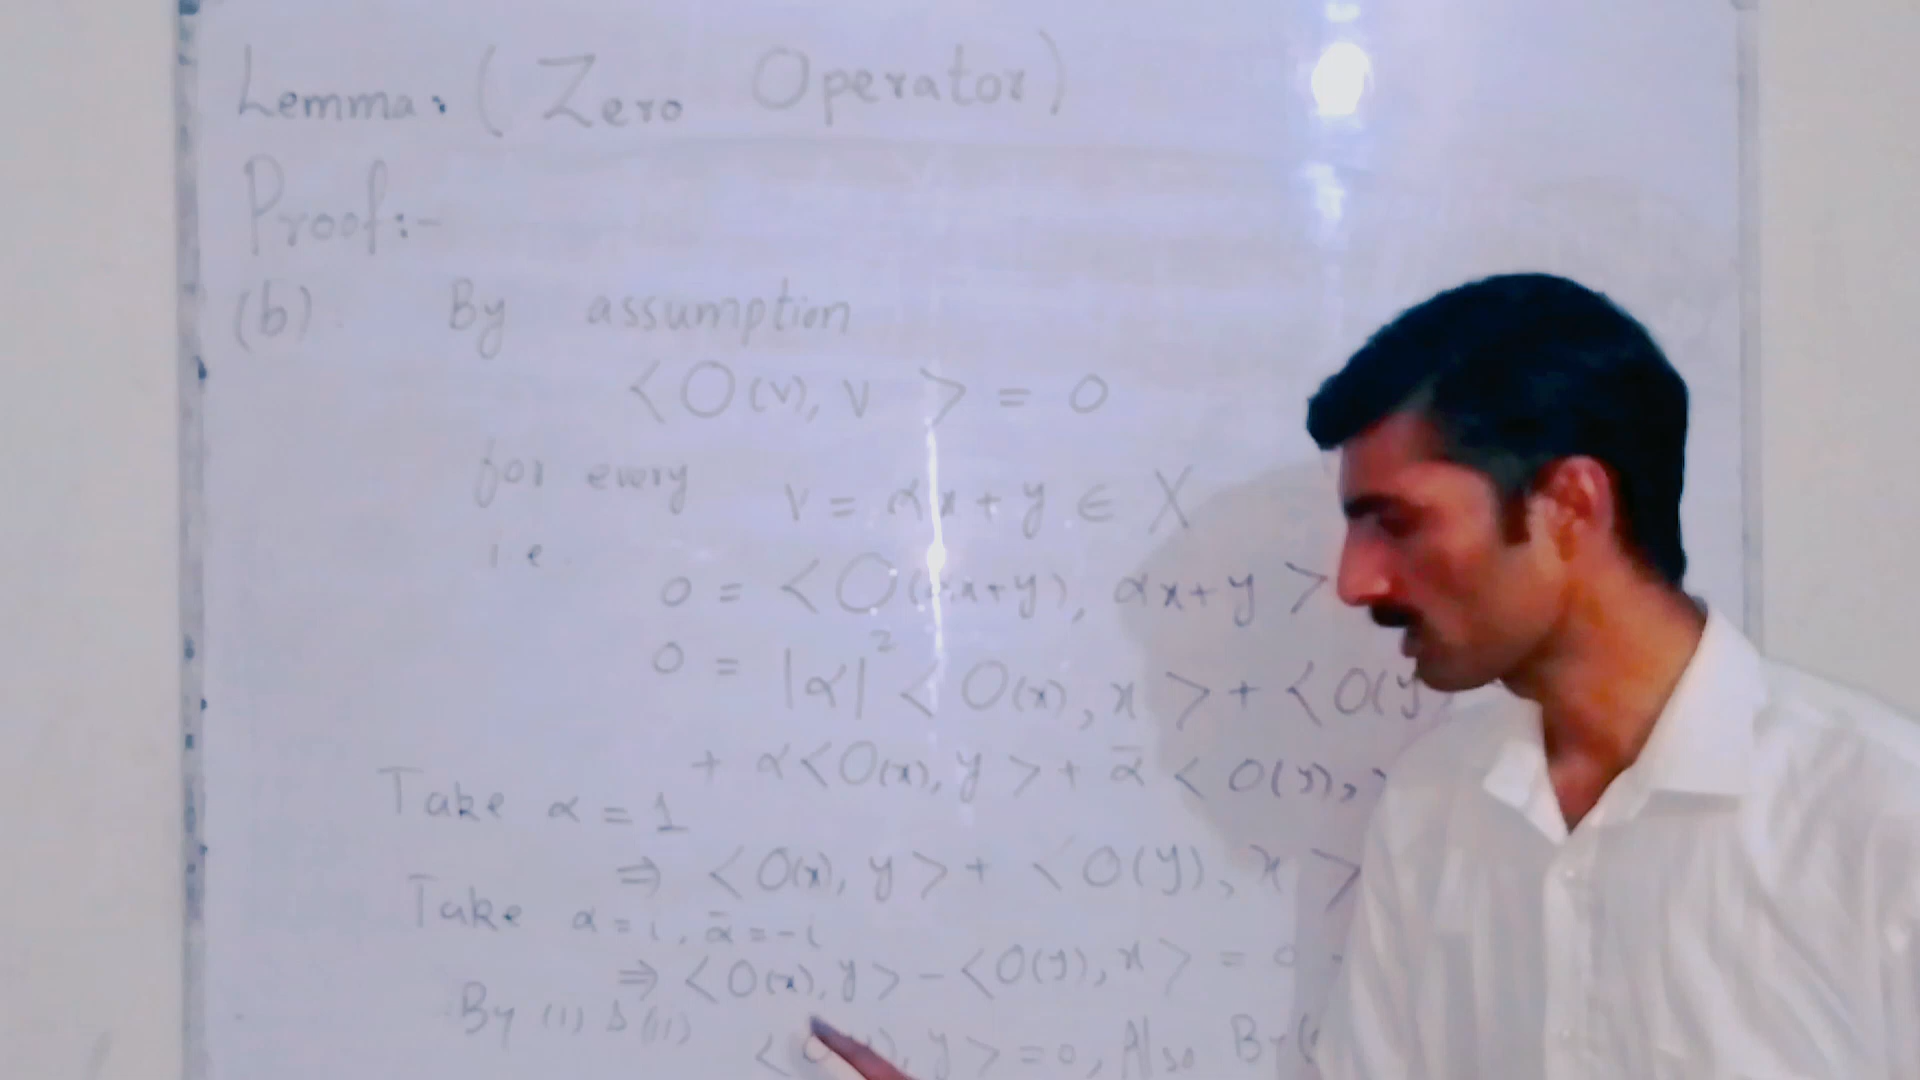 Lemma: (Zero Operator)
Proof:-
(b) By assumption
<O(v), v> = 0
for every v = αx + y ∈ X
i.e.
0 = <O(αx+y), αx+y>
0 = |α|² <O(x), x> + <O(y
+ α<O(x), y> + ᾱ <O(y),
Take α = 1
⇒ <O(x), y> + <O(y), x>
Take α = i, ᾱ = -i
⇒ <O(x), y> - <O(y), x> = 0
By (i) & (ii)
<O(x), y> = 0, Also By (